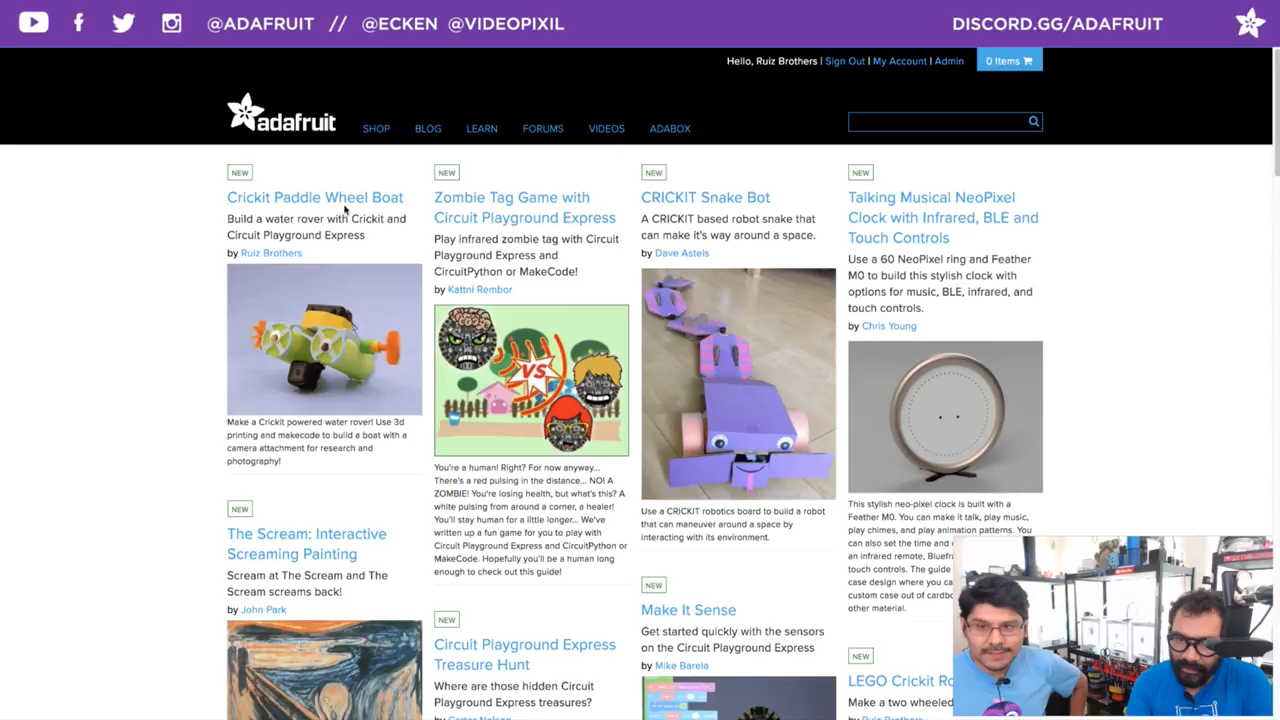 @ADAFRUIT // @ECKEN @VIDEOPIXIL
DISCORD.GG/ADAFRUIT
Hello, Ruiz Brothers | Sign Out | My Account | Admin
0 Items
adafruit
SHOP
BLOG
LEARN
FORUMS
VIDEOS
ADABOX
NEW
Crickit Paddle Wheel Boat
Build a water rover with Crickit and
Circuit Playground Express
by Ruiz Brothers
Make a Crickit powered water rover! Use 3d
printing and makecode to build a boat with a
camera attachment for research and
photography!
NEW
The Scream: Interactive
Screaming Painting
Scream at The Scream and The
Scream screams back!
by John Park
NEW
Zombie Tag Game with
Circuit Playground Express
Play infrared zombie tag with Circuit
Playground Express and
CircuitPython or MakeCode!
by Kattni Rembor
VS
You're a human! Right? For now anyway...
There's a red pulsing in the distance... NO! A
ZOMBIE! You're losing health, but what's this? A
white pulsing from around a corner, a healer!
You'll stay human for a little longer... We've
written up a fun game for you to play with
Circuit Playground Express and CircuitPython or
MakeCode. Hopefully you'll be a human long
enough to check out this guide!
NEW
Circuit Playground Express
Treasure Hunt
Where are those hidden Circuit
Playground Express treasures?
by Carter Nelson
NEW
CRICKIT Snake Bot
A CRICKIT based robot snake that
can make it's way around a space.
by Dave Astels
Use a CRICKIT robotics board to build a robot
that can maneuver around a space by
interacting with its environment.
NEW
Make It Sense
Get started quickly with the sensors
on the Circuit Playground Express
by Mike Barela
NEW
Talking Musical NeoPixel
Clock with Infrared, BLE and
Touch Controls
Use a 60 NeoPixel ring and Feather
M0 to build this stylish clock with
options for music, BLE, infrared, and
touch controls.
by Chris Young
This stylish neo-pixel clock is built with a
Feather M0. You can make it talk, play music,
play chimes, and play animation patterns. You
can also set the time and
an infrared remote, Bluefr
touch controls. The guide
case design where you ca
custom case out of cardbo
other material.
NEW
LEGO Crickit Ro
Make a two wheeled
by Ruiz Brothers